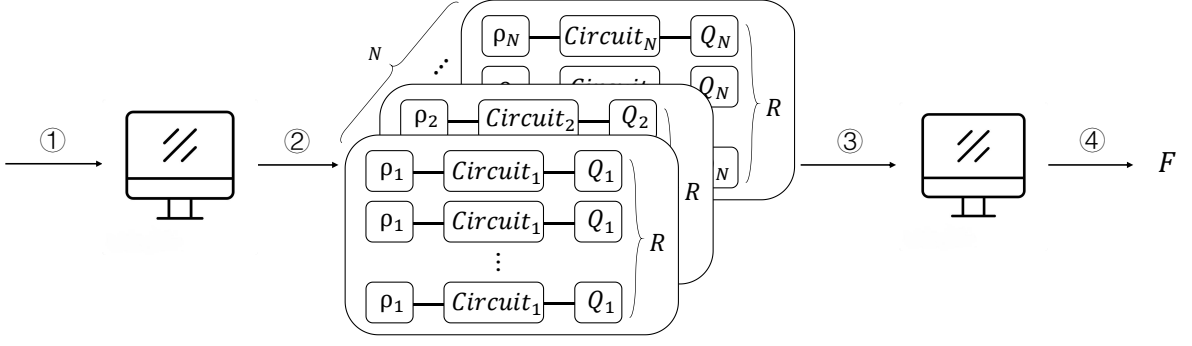 N
ρ_N Circuit_N Q_N
Q_N
R
ρ_2 Circuit_2 Q_2
① ② ③ ④ F
N
R
ρ_1 Circuit_1 Q_1
ρ_1 Circuit_1 Q_1
R
⋮
ρ_1 Circuit_1 Q_1